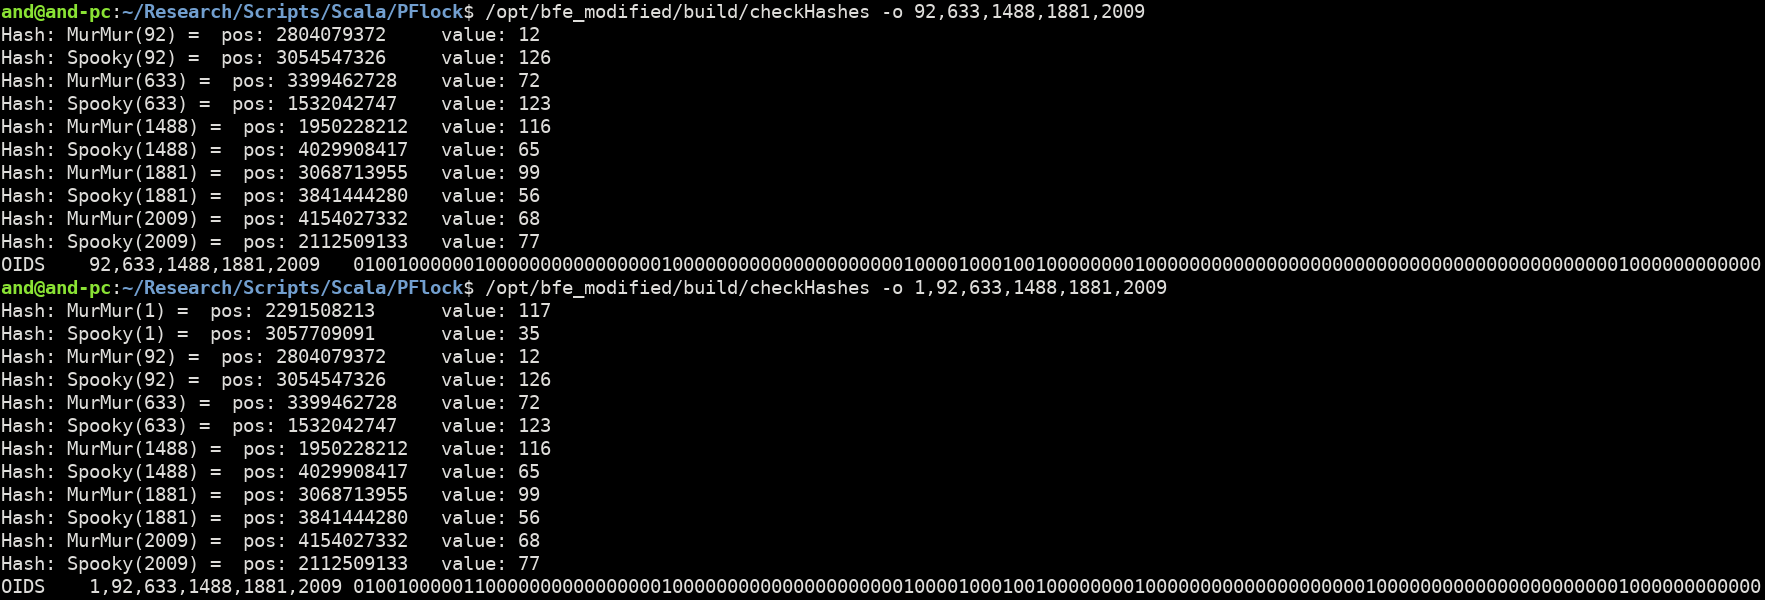 and@and-pc:~/Research/Scripts/Scala/PFlock$ /opt/bfe_modified/build/checkHashes -o 92,633,1488,1881,2009
Hash: MurMur(92) =  pos: 2804079372     value: 12
Hash: Spooky(92) =  pos: 3054547326     value: 126
Hash: MurMur(633) =  pos: 3399462728    value: 72
Hash: Spooky(633) =  pos: 1532042747    value: 123
Hash: MurMur(1488) =  pos: 1950228212   value: 116
Hash: Spooky(1488) =  pos: 4029908417   value: 65
Hash: MurMur(1881) =  pos: 3068713955   value: 99
Hash: Spooky(1881) =  pos: 3841444280   value: 56
Hash: MurMur(2009) =  pos: 4154027332   value: 68
Hash: Spooky(2009) =  pos: 2112509133   value: 77
OIDS    92,633,1488,1881,2009   01001000000100000000000000001000000000000000000000100001000100100000000100000000000000000000000000000000000000000001000000000000
and@and-pc:~/Research/Scripts/Scala/PFlock$ /opt/bfe_modified/build/checkHashes -o 1,92,633,1488,1881,2009
Hash: MurMur(1) =  pos: 2291508213      value: 117
Hash: Spooky(1) =  pos: 3057709091      value: 35
Hash: MurMur(92) =  pos: 2804079372     value: 12
Hash: Spooky(92) =  pos: 3054547326     value: 126
Hash: MurMur(633) =  pos: 3399462728    value: 72
Hash: Spooky(633) =  pos: 1532042747    value: 123
Hash: MurMur(1488) =  pos: 1950228212   value: 116
Hash: Spooky(1488) =  pos: 4029908417   value: 65
Hash: MurMur(1881) =  pos: 3068713955   value: 99
Hash: Spooky(1881) =  pos: 3841444280   value: 56
Hash: MurMur(2009) =  pos: 4154027332   value: 68
Hash: Spooky(2009) =  pos: 2112509133   value: 77
OIDS    1,92,633,1488,1881,2009 01001000001100000000000000001000000000000000000000100001000100100000000100000000000000000000100000000000000000000001000000000000